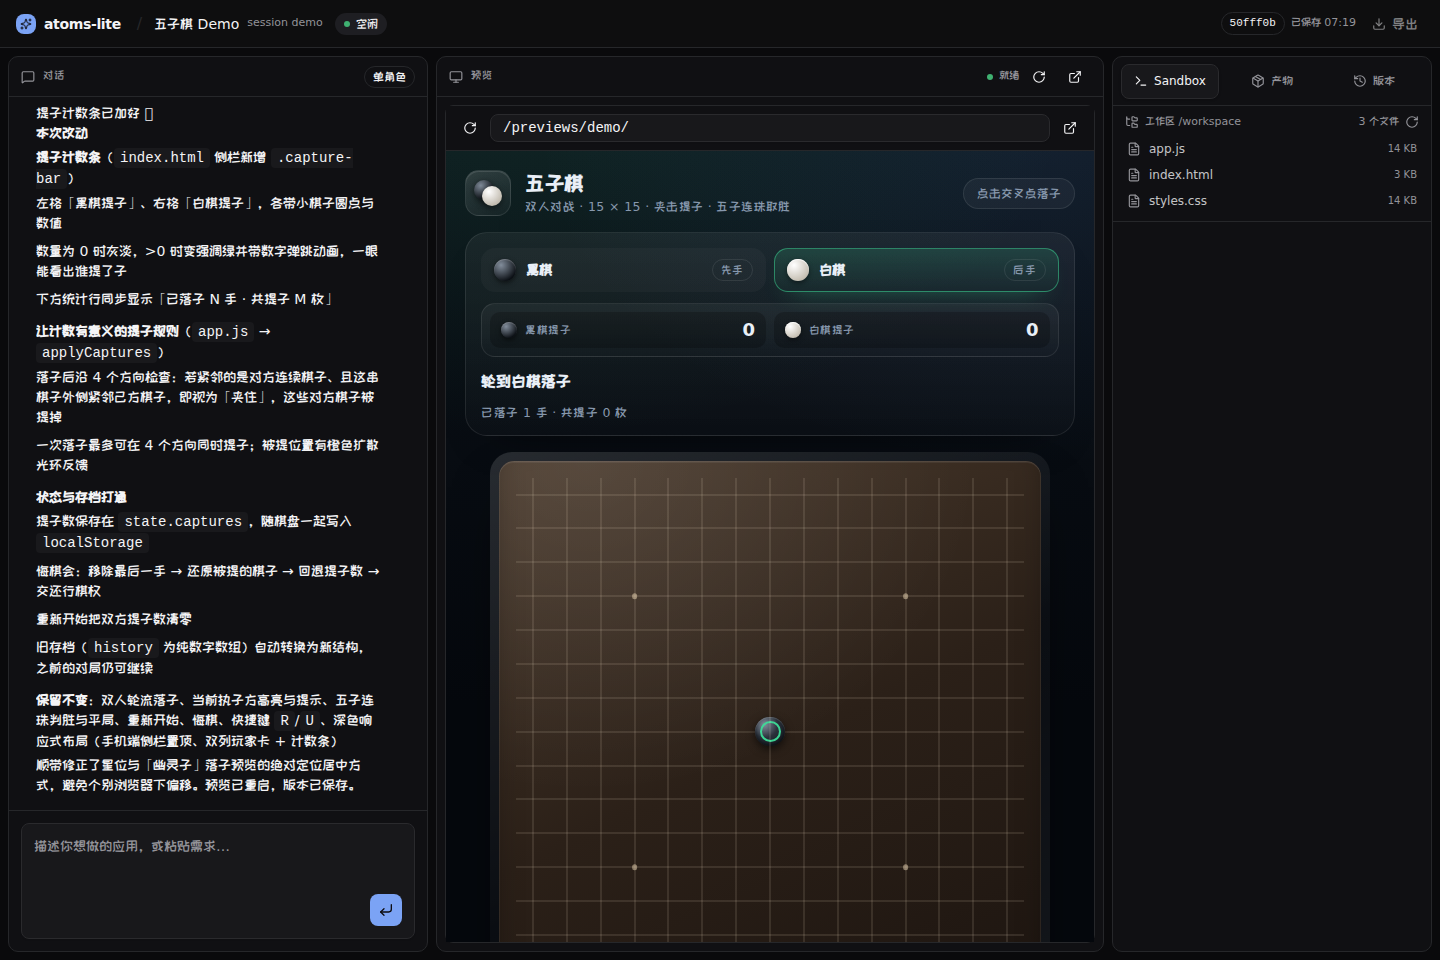 atoms-lite / 五子棋 Demo session demo 空闲 50fff0b 已保存 07:19 导出
对话 单角色
提子计数条已加好
本次改动
提子计数条（index.html 侧栏新增 .capture-
bar）
左格「黑棋提子」、右格「白棋提子」，各带小棋子圆点与
数值
数量为 0 时灰淡，>0 时变强调绿并带数字弹跳动画，一眼
能看出谁提了子
下方统计行同步显示「已落子 N 手 · 共提子 M 枚」
让计数有意义的提子规则（app.js →
applyCaptures）
落子后沿 4 个方向检查：若紧邻的是对方连续棋子、且这串
棋子外侧紧邻己方棋子，即视为「夹住」，这些对方棋子被
提掉
一次落子最多可在 4 个方向同时提子；被提位置有橙色扩散
光环反馈
状态与存档打通
提子数保存在 state.captures，随棋盘一起写入
localStorage
悔棋会：移除最后一手 → 还原被提的棋子 → 回退提子数 →
交还行棋权
重新开始把双方提子数清零
旧存档（history 为纯数字数组）自动转换为新结构，
之前的对局仍可继续
保留不变：双人轮流落子、当前执子方高亮与提示、五子连
珠判胜与平局、重新开始、悔棋、快捷键 R / U、深色响
应式布局（手机端侧栏置顶、双列玩家卡 + 计数条）
顺带修正了星位与「幽灵子」落子预览的绝对定位居中方
式，避免个别浏览器下偏移。预览已重启，版本已保存。
描述你想做的应用，或粘贴需求...
预览 就绪
/previews/demo/
五子棋
双人对战 · 15 × 15 · 夹击提子 · 五子连珠取胜
点击交叉点落子
黑棋 先手 白棋 后手
黑棋提子 0 白棋提子 0
轮到白棋落子
已落子 1 手 · 共提子 0 枚
Sandbox 产物 版本
工作区 /workspace 3 个文件
app.js 14 KB
index.html 3 KB
styles.css 14 KB